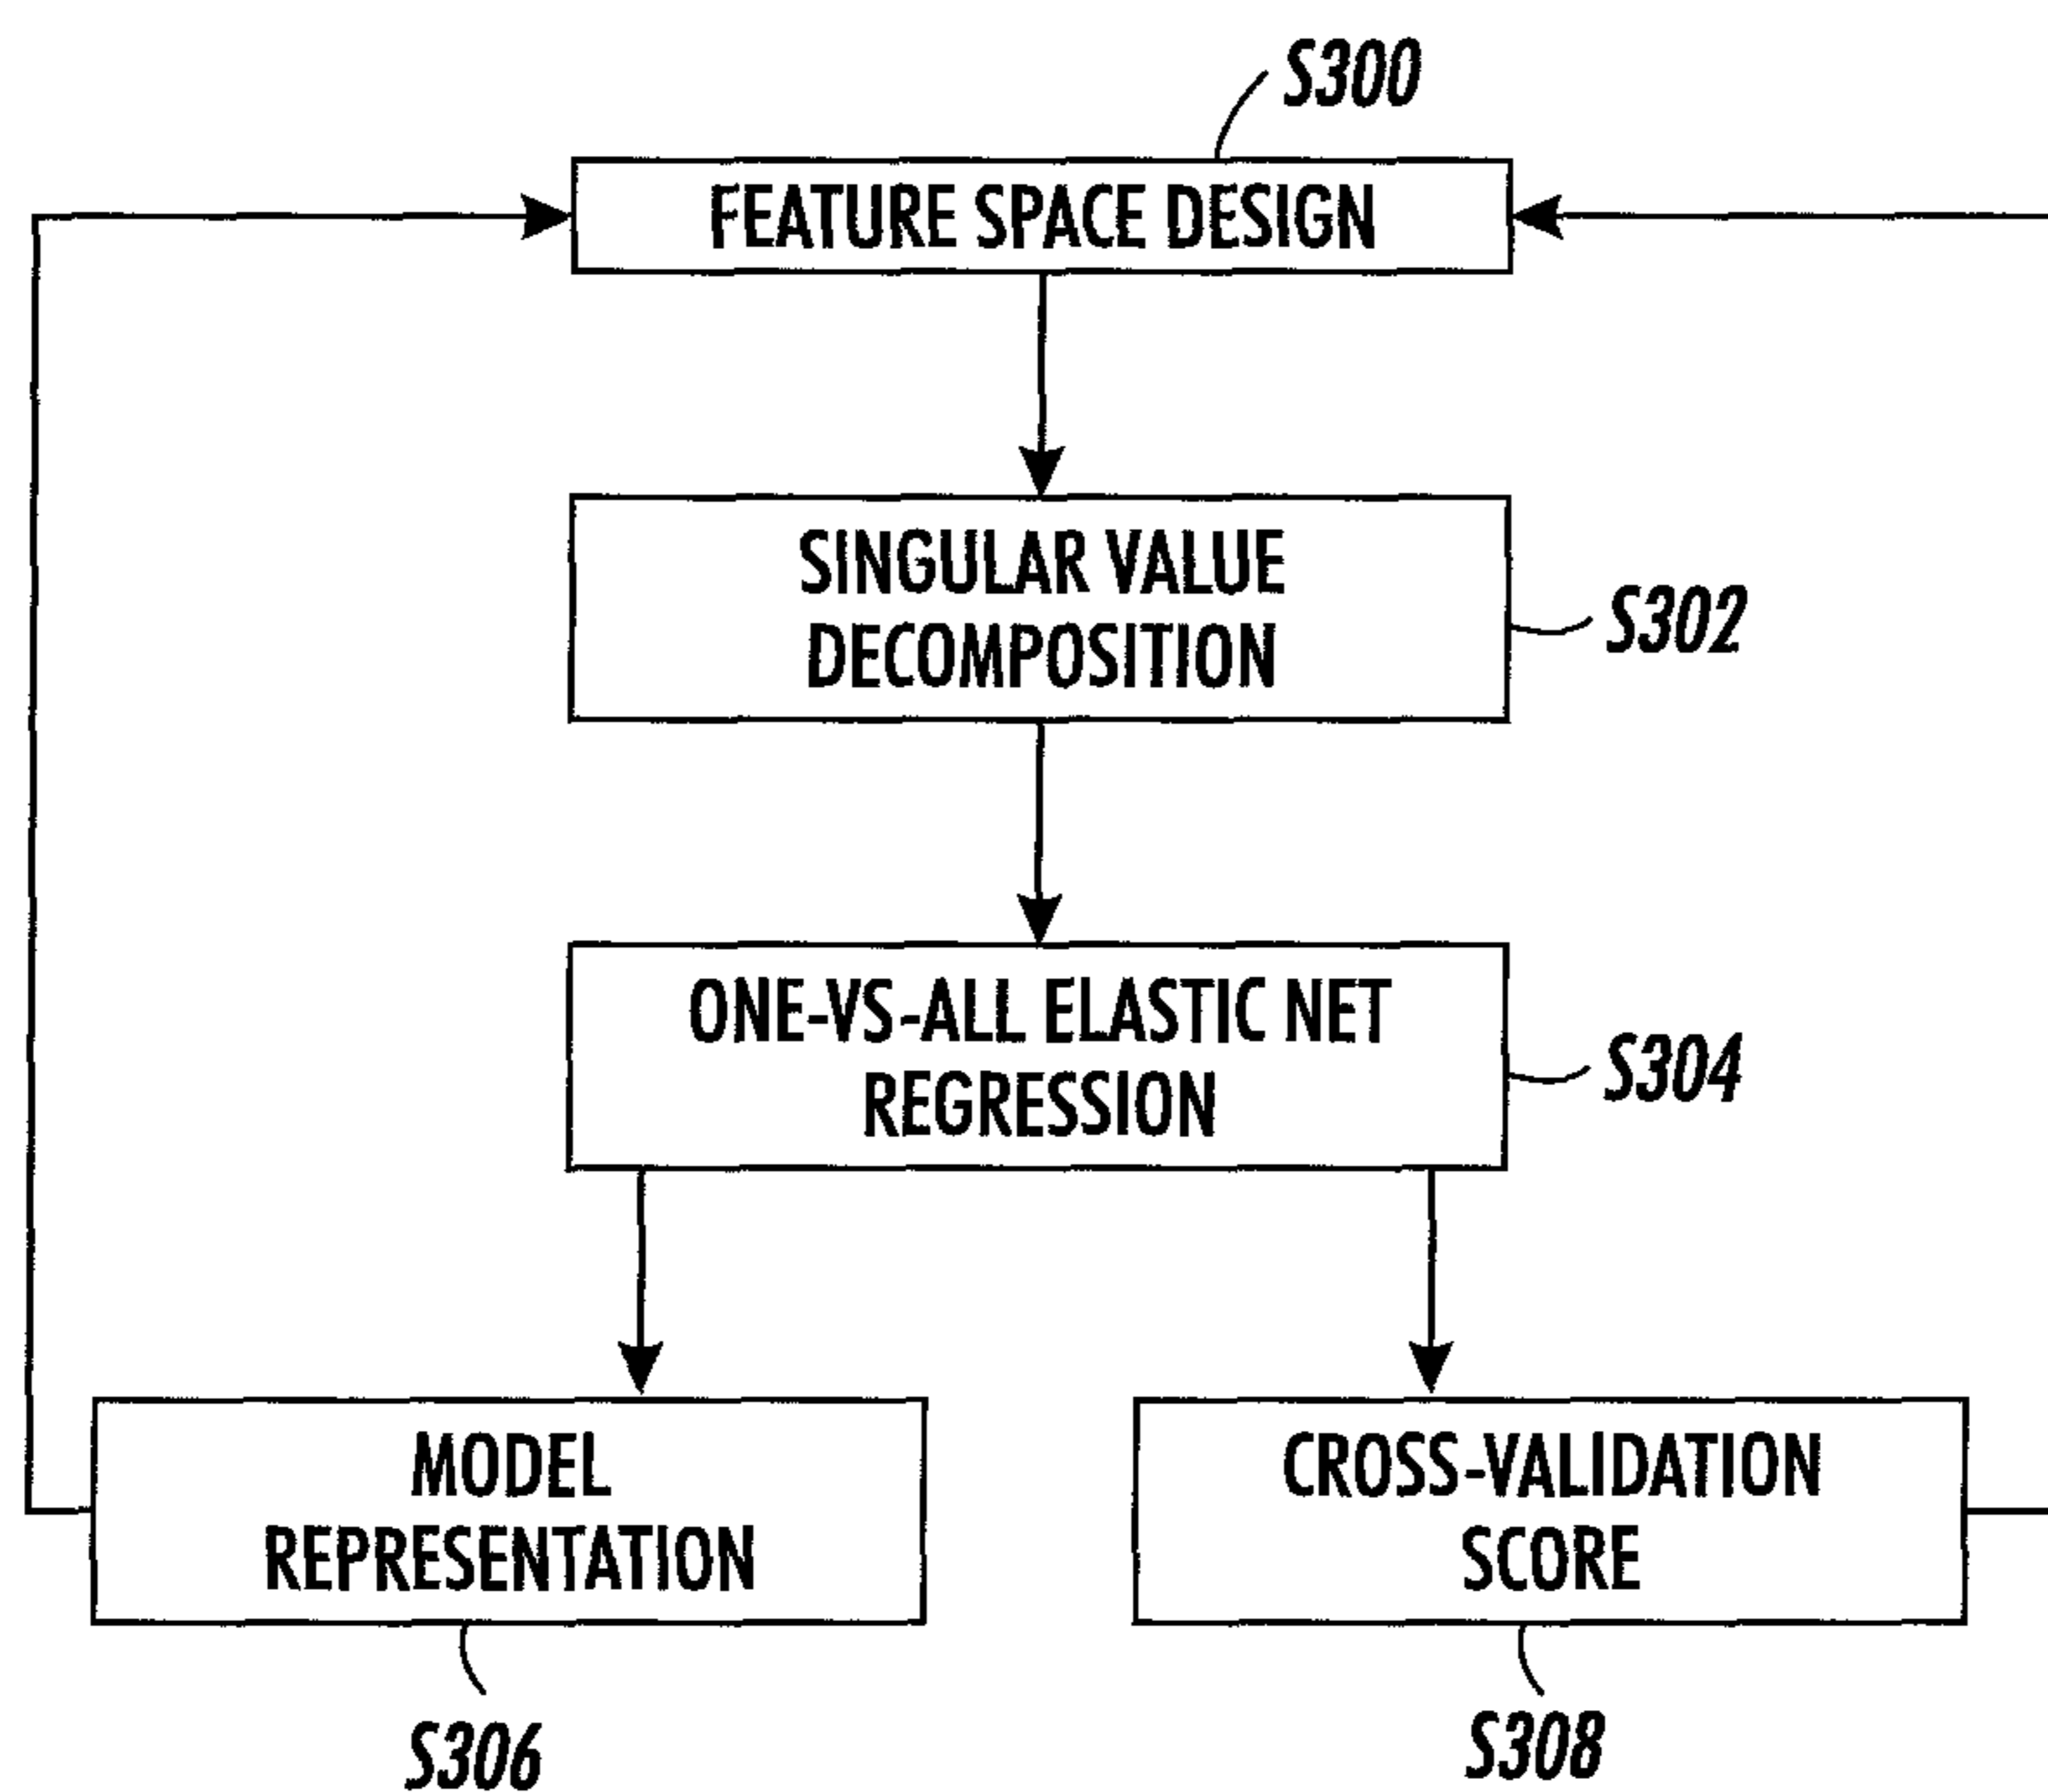 S300
FEATURE SPACE DESIGN
SINGULAR VALUE
DECOMPOSITION
S302
ONE-VS-ALL ELASTIC NET
REGRESSION
S304
MODEL
REPRESENTATION
CROSS-VALIDATION
SCORE
S306
S308